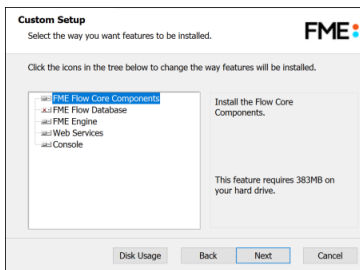 Custom Setup
Select the way you want features to be installed.
FME
Click the icons in the tree below to change the way features will be installed.
FME Flow Core Components
FME Flow Database
FME Engine
Web Services
Console
Install the Flow Core
Components.
This feature requires 383MB on
your hard drive.
Disk Usage
Back
Next
Cancel